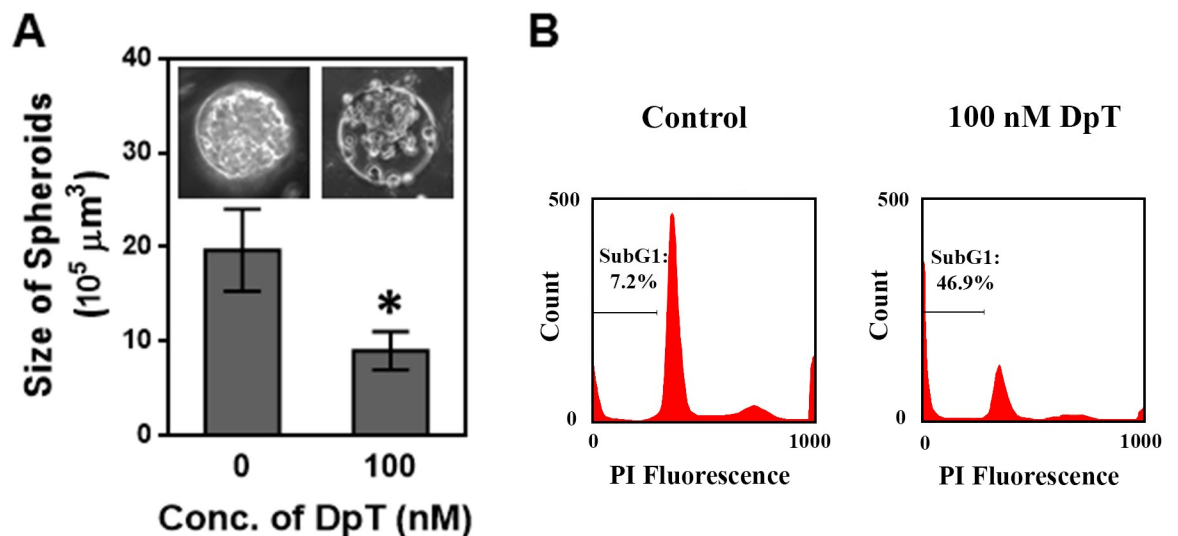 A
40
30
20
10
0
Size of Spheroids
(10⁵ μm³)
*
0
100
Conc. of DpT (nM)
B
Control
500
SubG1:
7.2%
Count
0
0
1000
PI Fluorescence
100 nM DpT
500
SubG1:
46.9%
Count
0
0
1000
PI Fluorescence